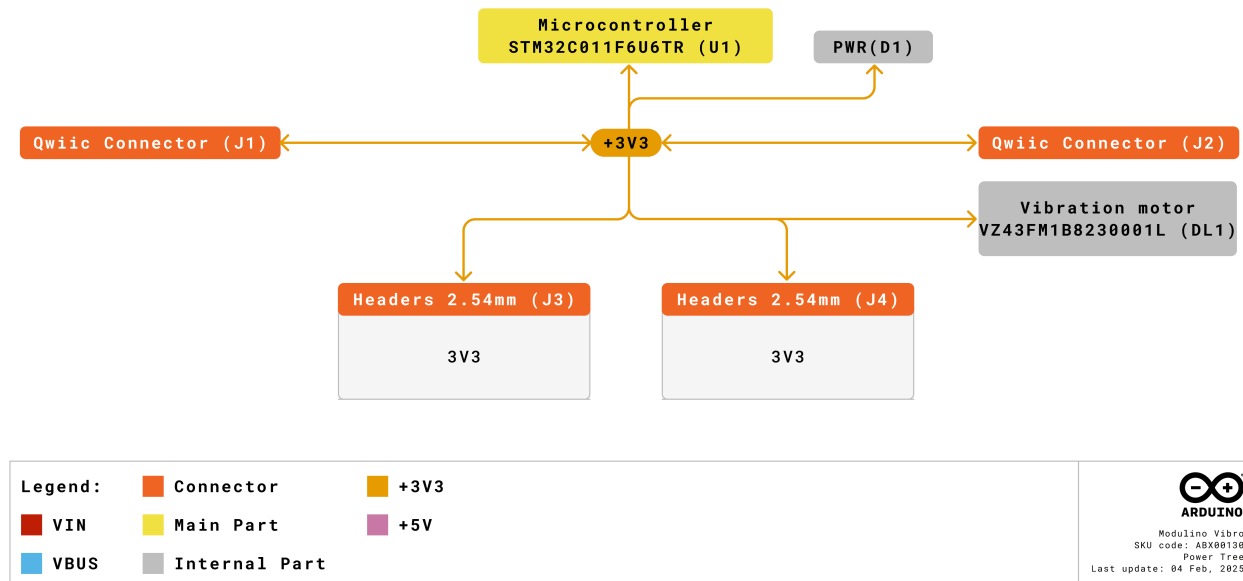 Microcontroller
STM32C011F6U6TR (U1)
PWR(D1)
Qwiic Connector (J1)
+3V3
Qwiic Connector (J2)
Vibration motor
VZ43FM1B8230001L (DL1)
Headers 2.54mm (J3)
Headers 2.54mm (J4)
3V3
3V3
Legend:
Connector
+3V3
VIN
Main Part
+5V
VBUS
Internal Part
ARDUINO
Modulino Vibro
SKU code: ABX00130
Power Tree
Last update: 04 Feb, 2025